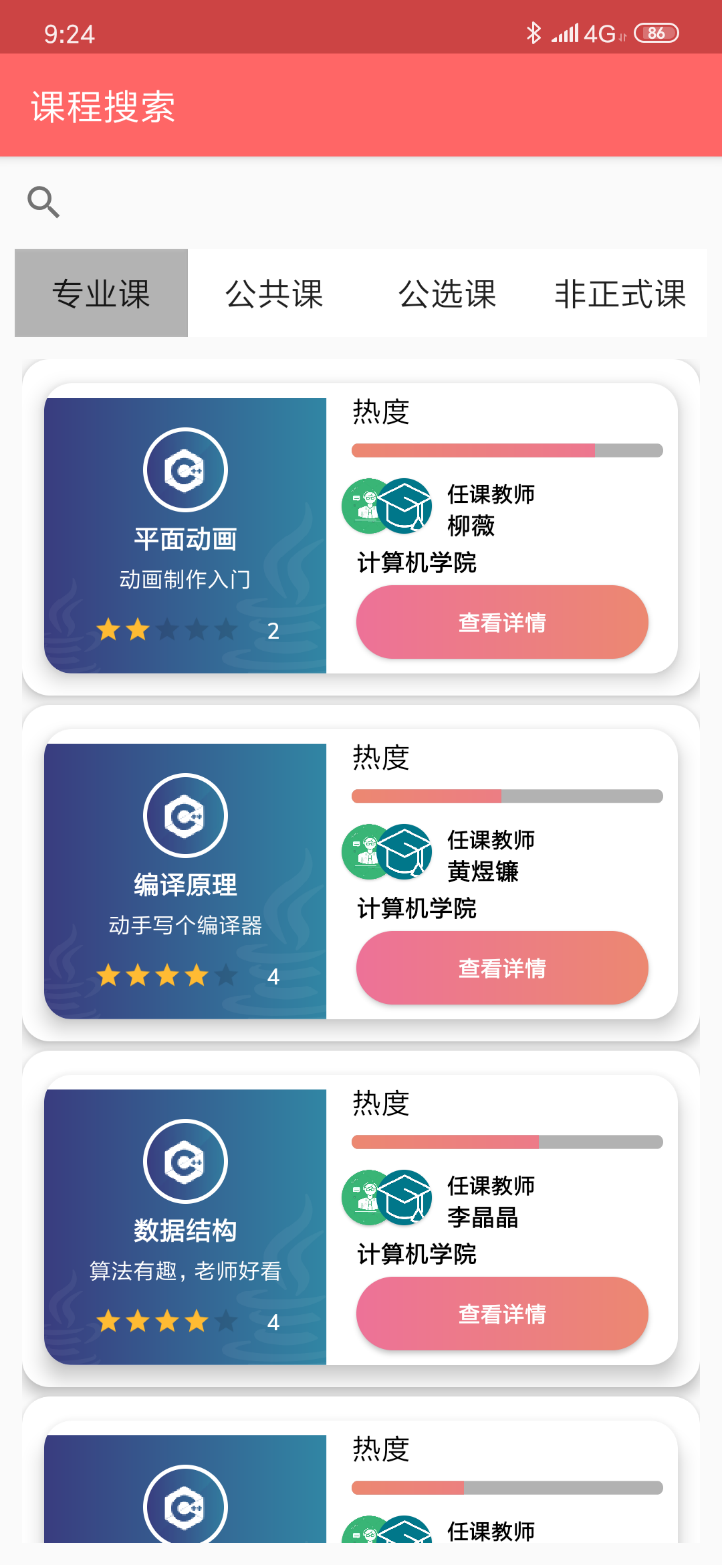 9:24
4G
86
课程搜索
专业课 公共课 公选课 非正式课
热度
任课教师
柳薇
计算机学院
查看详情
平面动画
动画制作入门
2
热度
任课教师
黄煜镰
计算机学院
查看详情
编译原理
动手写个编译器
4
热度
任课教师
李晶晶
计算机学院
查看详情
数据结构
算法有趣，老师好看
4
热度
任课教师